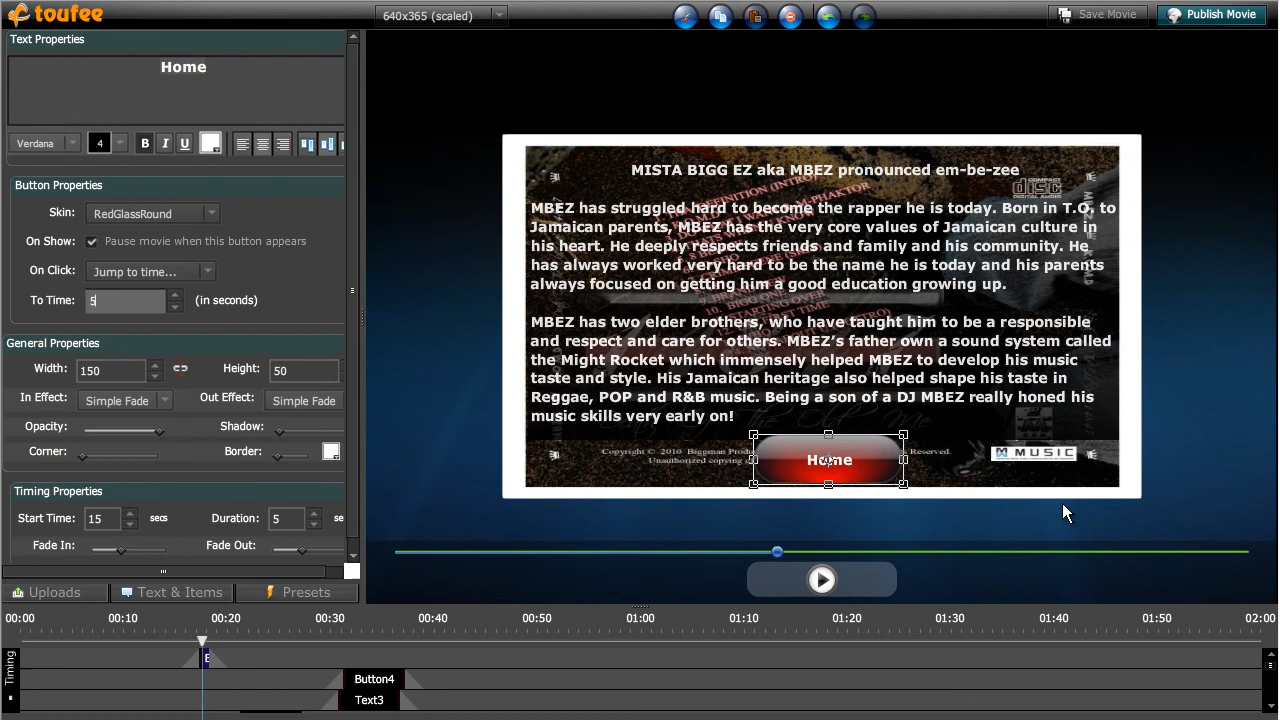 toufee
640x365 (scaled)
Save Movie
Publish Movie
Text Properties
Home
Verdana
4
B
I
U
Button Properties
Skin:
RedGlassRound
On Show:
Pause movie when this button appears
On Click:
Jump to time...
To Time:
5
(in seconds)
General Properties
Width:
150
Height:
50
In Effect:
Simple Fade
Out Effect:
Simple Fade
Opacity:
Shadow:
Corner:
Border:
Timing Properties
Start Time:
15
secs
Duration:
5
se
Fade In:
Fade Out:
Uploads
Text & Items
Presets
MISTA BIGG EZ aka MBEZ pronounced em-be-zee
COMPACT
disc
DIGITAL AUDIO
MBEZ has struggled hard to become the rapper he is today. Born in T.O. to
Jamaican parents, MBEZ has the very core values of Jamaican culture in
his heart. He deeply respects friends and family and his community. He
has always worked very hard to be the name he is today and his parents
always focused on getting him a good education growing up.
MBEZ has two elder brothers, who have taught him to be a responsible
and respect and care for others. MBEZ's father own a sound system called
the Might Rocket which immensely helped MBEZ to develop his music
taste and style. His Jamaican heritage also helped shape his taste in
Reggae, POP and R&B music. Being a son of a DJ MBEZ really honed his
music skills very early on!
Copyright © 2010 Biggman Produ
Reserved.
Unauthorized copying
Home
MUSIC
00:00
00:10
00:20
00:30
00:40
00:50
01:00
01:10
01:20
01:30
01:40
01:50
02:00
Timing
Button4
Text3